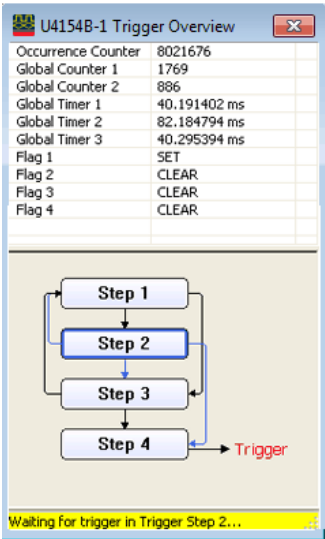 U4154B-1 Trigger Overview
Occurrence Counter 8021676
Global Counter 1 1769
Global Counter 2 886
Global Timer 1 40.191402 ms
Global Timer 2 82.184794 ms
Global Timer 3 40.295394 ms
Flag 1 SET
Flag 2 CLEAR
Flag 3 CLEAR
Flag 4 CLEAR
Step 1
Step 2
Step 3
Step 4
Trigger
Waiting for trigger in Trigger Step 2...